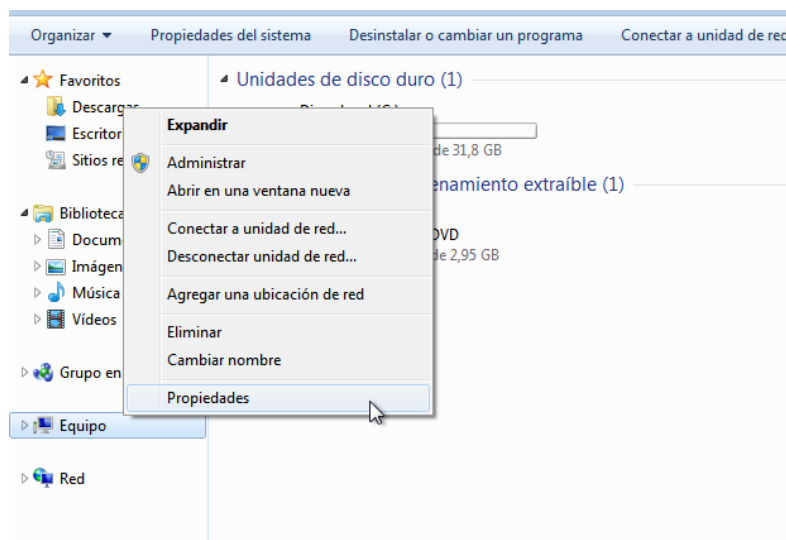 Organizar Propiedades del sistema Desinstalar o cambiar un programa Conectar a unidad de red
Favoritos
Descargas
Escritor
Sitios re
Biblioteca
Docum
Imágen
Música
Vídeos
Grupo en
Equipo
Red
Unidades de disco duro (1)
de 31,8 GB
enamiento extraíble (1)
DVD
de 2,95 GB
Expandir
Administrar
Abrir en una ventana nueva
Conectar a unidad de red...
Desconectar unidad de red...
Agregar una ubicación de red
Eliminar
Cambiar nombre
Propiedades